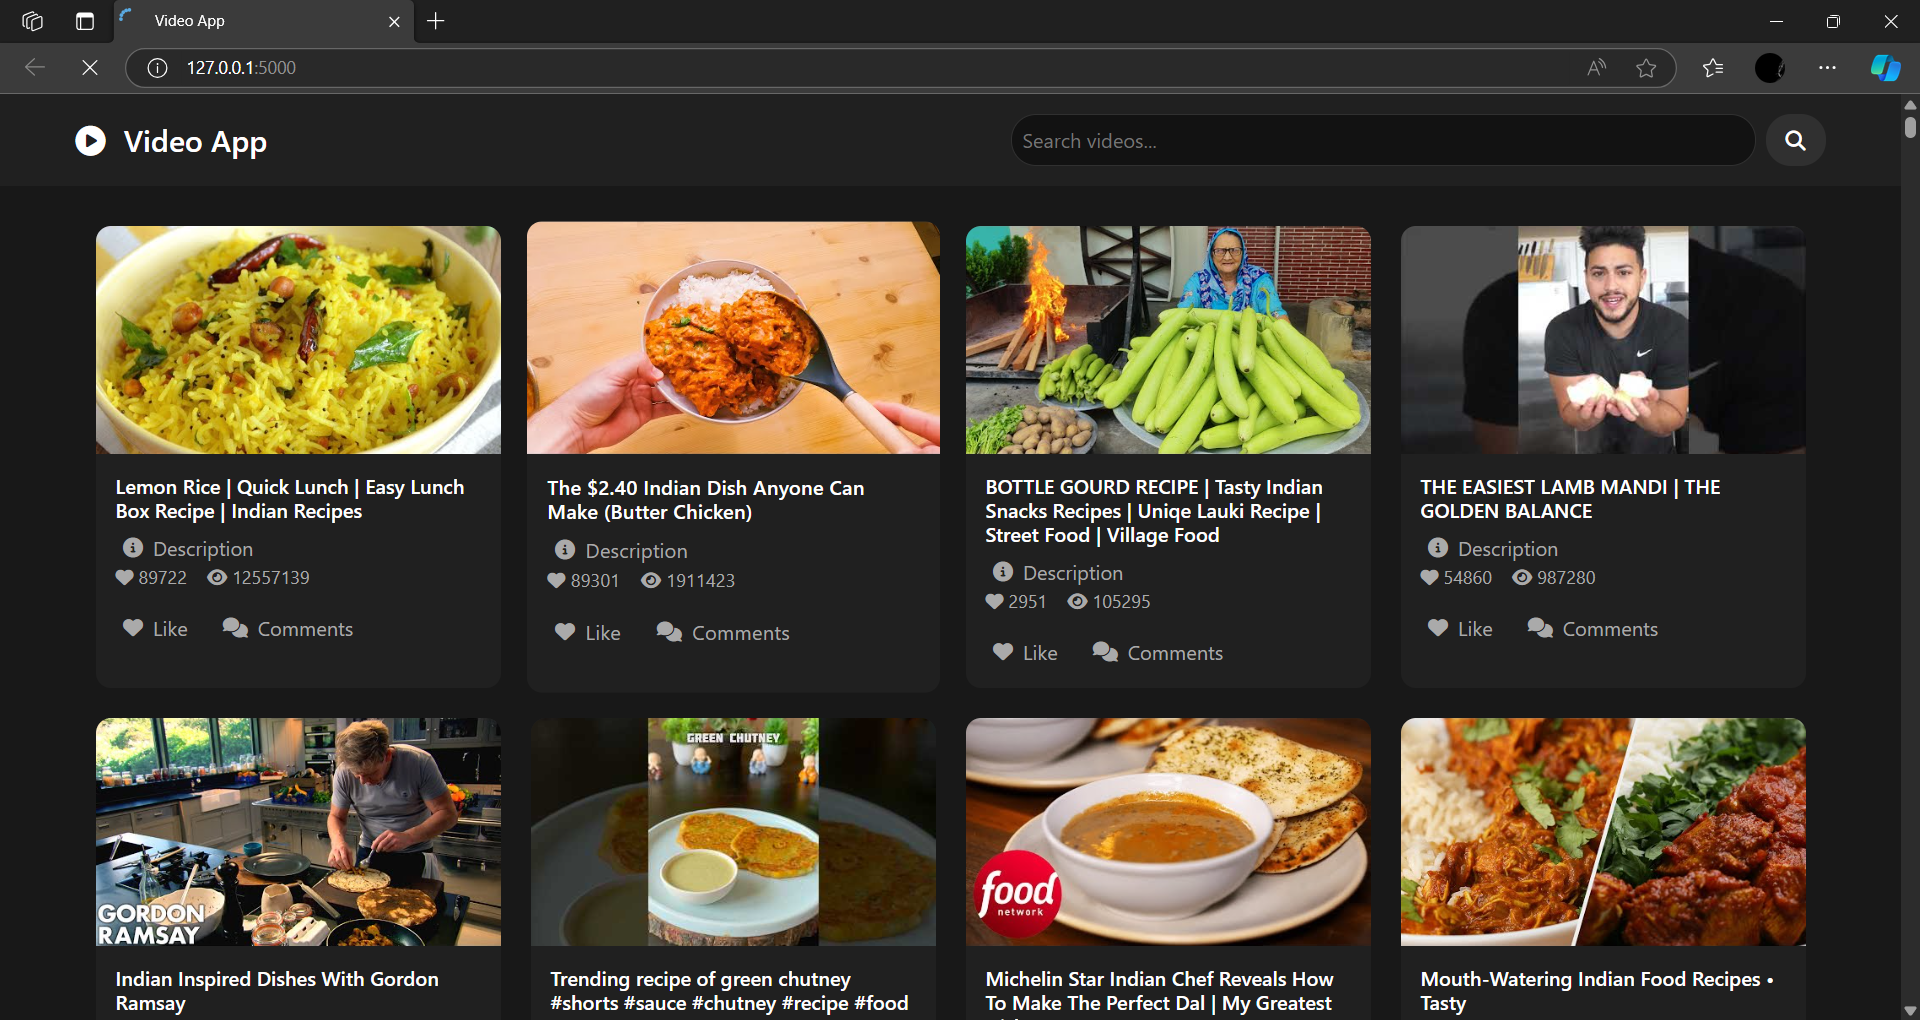 Video App
127.0.0.1:5000
Video App
Search videos...
Lemon Rice | Quick Lunch | Easy Lunch
Box Recipe | Indian Recipes
Description
89722 12557139
Like Comments
The $2.40 Indian Dish Anyone Can
Make (Butter Chicken)
Description
89301 1911423
Like Comments
BOTTLE GOURD RECIPE | Tasty Indian
Snacks Recipes | Uniqe Lauki Recipe |
Street Food | Village Food
Description
2951 105295
Like Comments
THE EASIEST LAMB MANDI | THE
GOLDEN BALANCE
Description
54860 987280
Like Comments
GORDON
RAMSAY
Indian Inspired Dishes With Gordon
Ramsay
GREEN CHUTNEY
Trending recipe of green chutney
#shorts #sauce #chutney #recipe #food
food
network
Michelin Star Indian Chef Reveals How
To Make The Perfect Dal | My Greatest
Mouth-Watering Indian Food Recipes •
Tasty